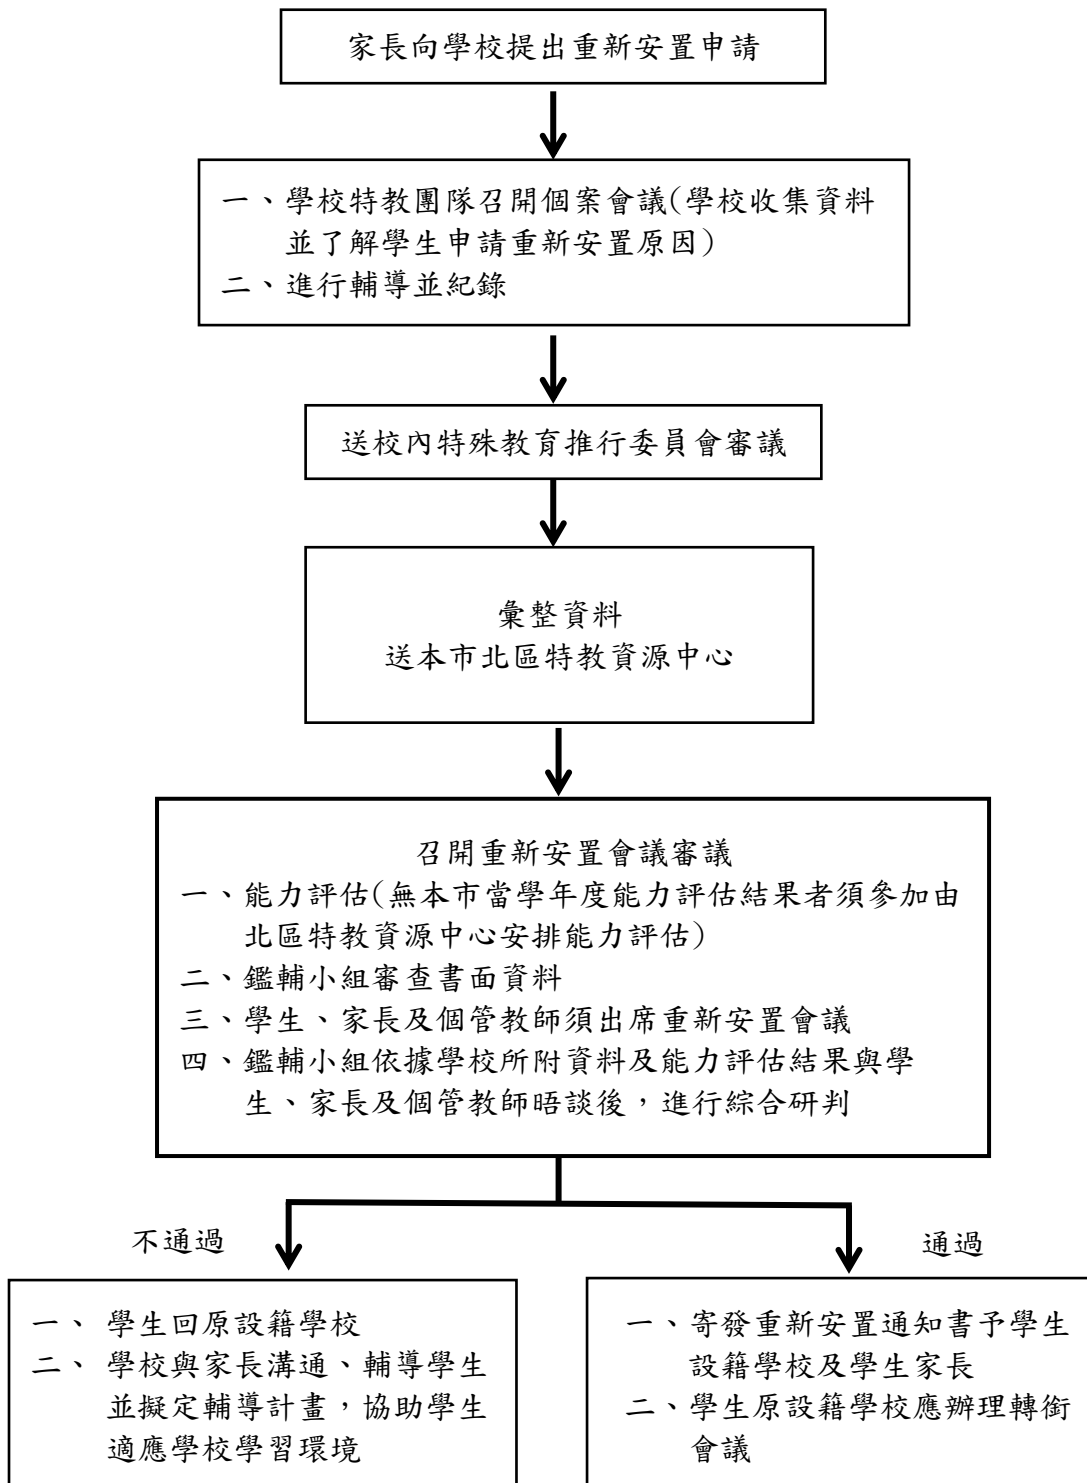 家長向學校提出重新安置申請
一、學校特教團隊召開個案會議(學校收集資料
並了解學生申請重新安置原因)
二、進行輔導並紀錄
送校內特殊教育推行委員會審議
彙整資料
送本市北區特教資源中心
召開重新安置會議審議
一、能力評估(無本市當學年度能力評估結果者須參加由
北區特教資源中心安排能力評估)
二、鑑輔小組審查書面資料
三、學生、家長及個管教師須出席重新安置會議
四、鑑輔小組依據學校所附資料及能力評估結果與學
生、家長及個管教師晤談後，進行綜合研判
不通過
通過
一、 學生回原設籍學校
二、 學校與家長溝通、輔導學生
並擬定輔導計畫，協助學生
適應學校學習環境
一、寄發重新安置通知書予學生
設籍學校及學生家長
二、學生原設籍學校應辦理轉銜
會議